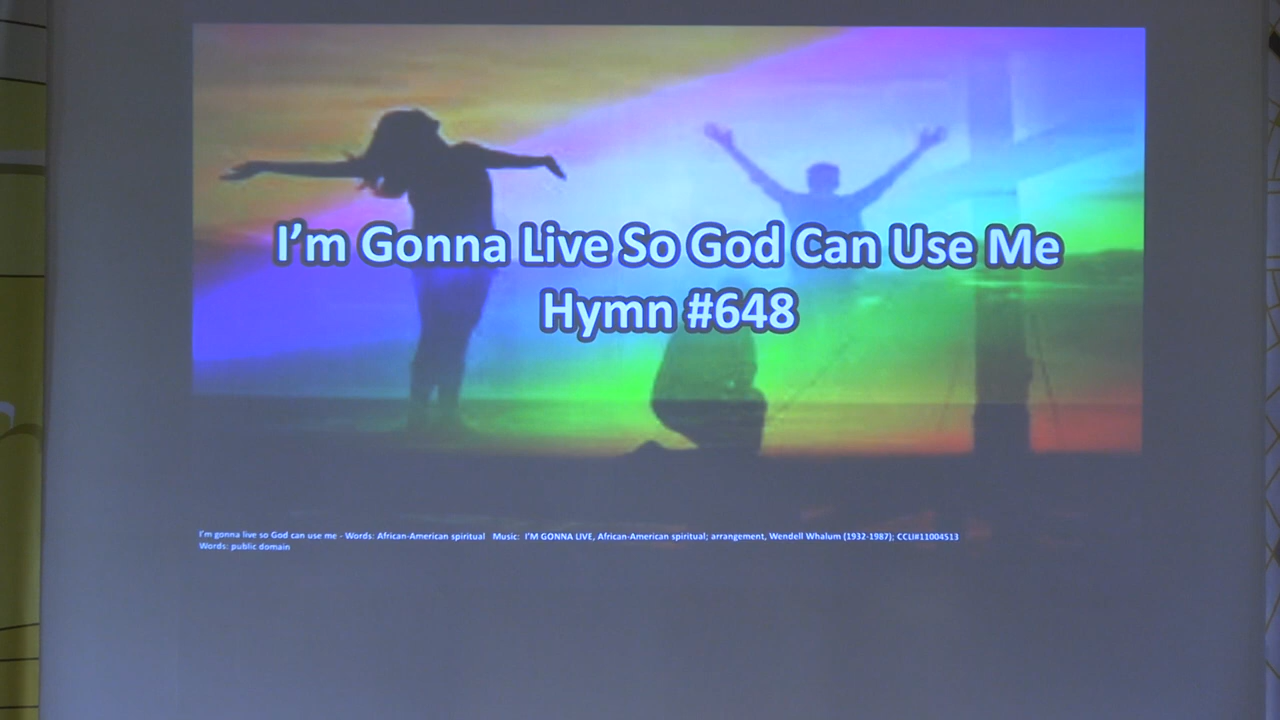 I'm Gonna Live So God Can Use Me
Hymn #648
I'm gonna live so God can use me - Words: African-American spiritual Music: I'M GONNA LIVE, African-American spiritual; arrangement, Wendell Whalum (1932-1987); CCLI#11004513
Words: public domain